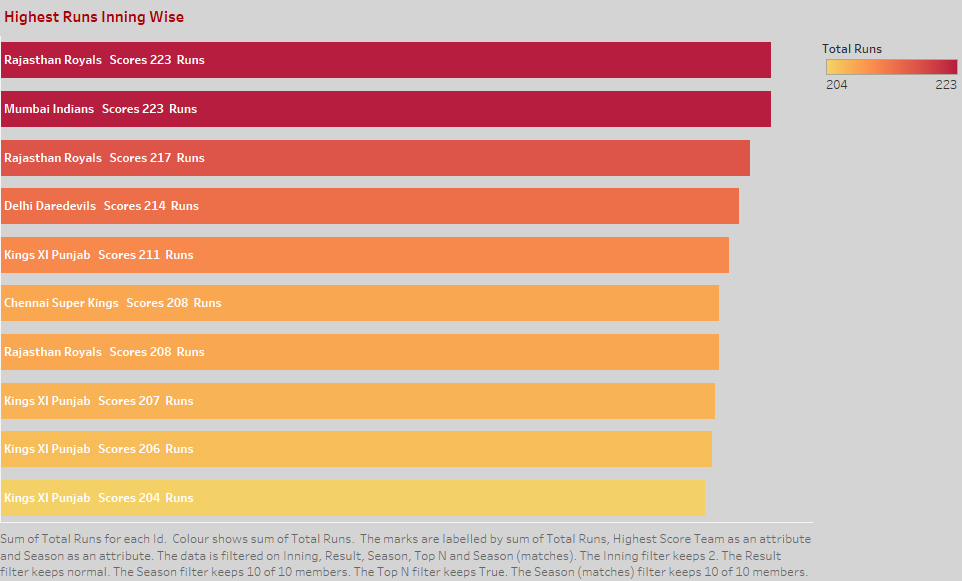 Highest Runs Inning Wise
Rajasthan Royals Scores 223 Runs
Mumbai Indians Scores 223 Runs
Rajasthan Royals Scores 217 Runs
Delhi Daredevils Scores 214 Runs
Kings XI Punjab Scores 211 Runs
Chennai Super Kings Scores 208 Runs
Rajasthan Royals Scores 208 Runs
Kings XI Punjab Scores 207 Runs
Kings XI Punjab Scores 206 Runs
Kings XI Punjab Scores 204 Runs
Total Runs
204 223
Sum of Total Runs for each Id. Colour shows sum of Total Runs. The marks are labelled by sum of Total Runs, Highest Score Team as an attribute
and Season as an attribute. The data is filtered on Inning, Result, Season, Top N and Season (matches). The Inning filter keeps 2. The Result
filter keeps normal. The Season filter keeps 10 of 10 members. The Top N filter keeps True. The Season (matches) filter keeps 10 of 10 members.